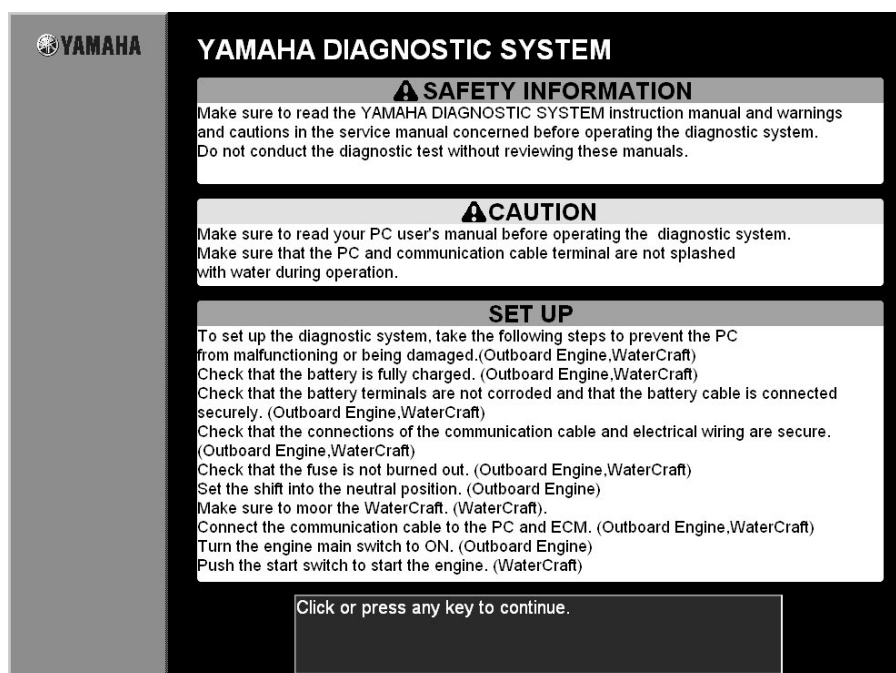 YAMAHA
YAMAHA DIAGNOSTIC SYSTEM
SAFETY INFORMATION
Make sure to read the YAMAHA DIAGNOSTIC SYSTEM instruction manual and warnings
and cautions in the service manual concerned before operating the diagnostic system.
Do not conduct the diagnostic test without reviewing these manuals.
CAUTION
Make sure to read your PC user's manual before operating the  diagnostic system.
Make sure that the PC and communication cable terminal are not splashed
with water during operation.
SET UP
To set up the diagnostic system, take the following steps to prevent the PC
from malfunctioning or being damaged.(Outboard Engine,WaterCraft)
Check that the battery is fully charged. (Outboard Engine,WaterCraft)
Check that the battery terminals are not corroded and that the battery cable is connected
securely. (Outboard Engine,WaterCraft)
Check that the connections of the communication cable and electrical wiring are secure.
(Outboard Engine,WaterCraft)
Check that the fuse is not burned out. (Outboard Engine,WaterCraft)
Set the shift into the neutral position. (Outboard Engine)
Make sure to moor the WaterCraft. (WaterCraft).
Connect the communication cable to the PC and ECM. (Outboard Engine,WaterCraft)
Turn the engine main switch to ON. (Outboard Engine)
Push the start switch to start the engine. (WaterCraft)
Click or press any key to continue.